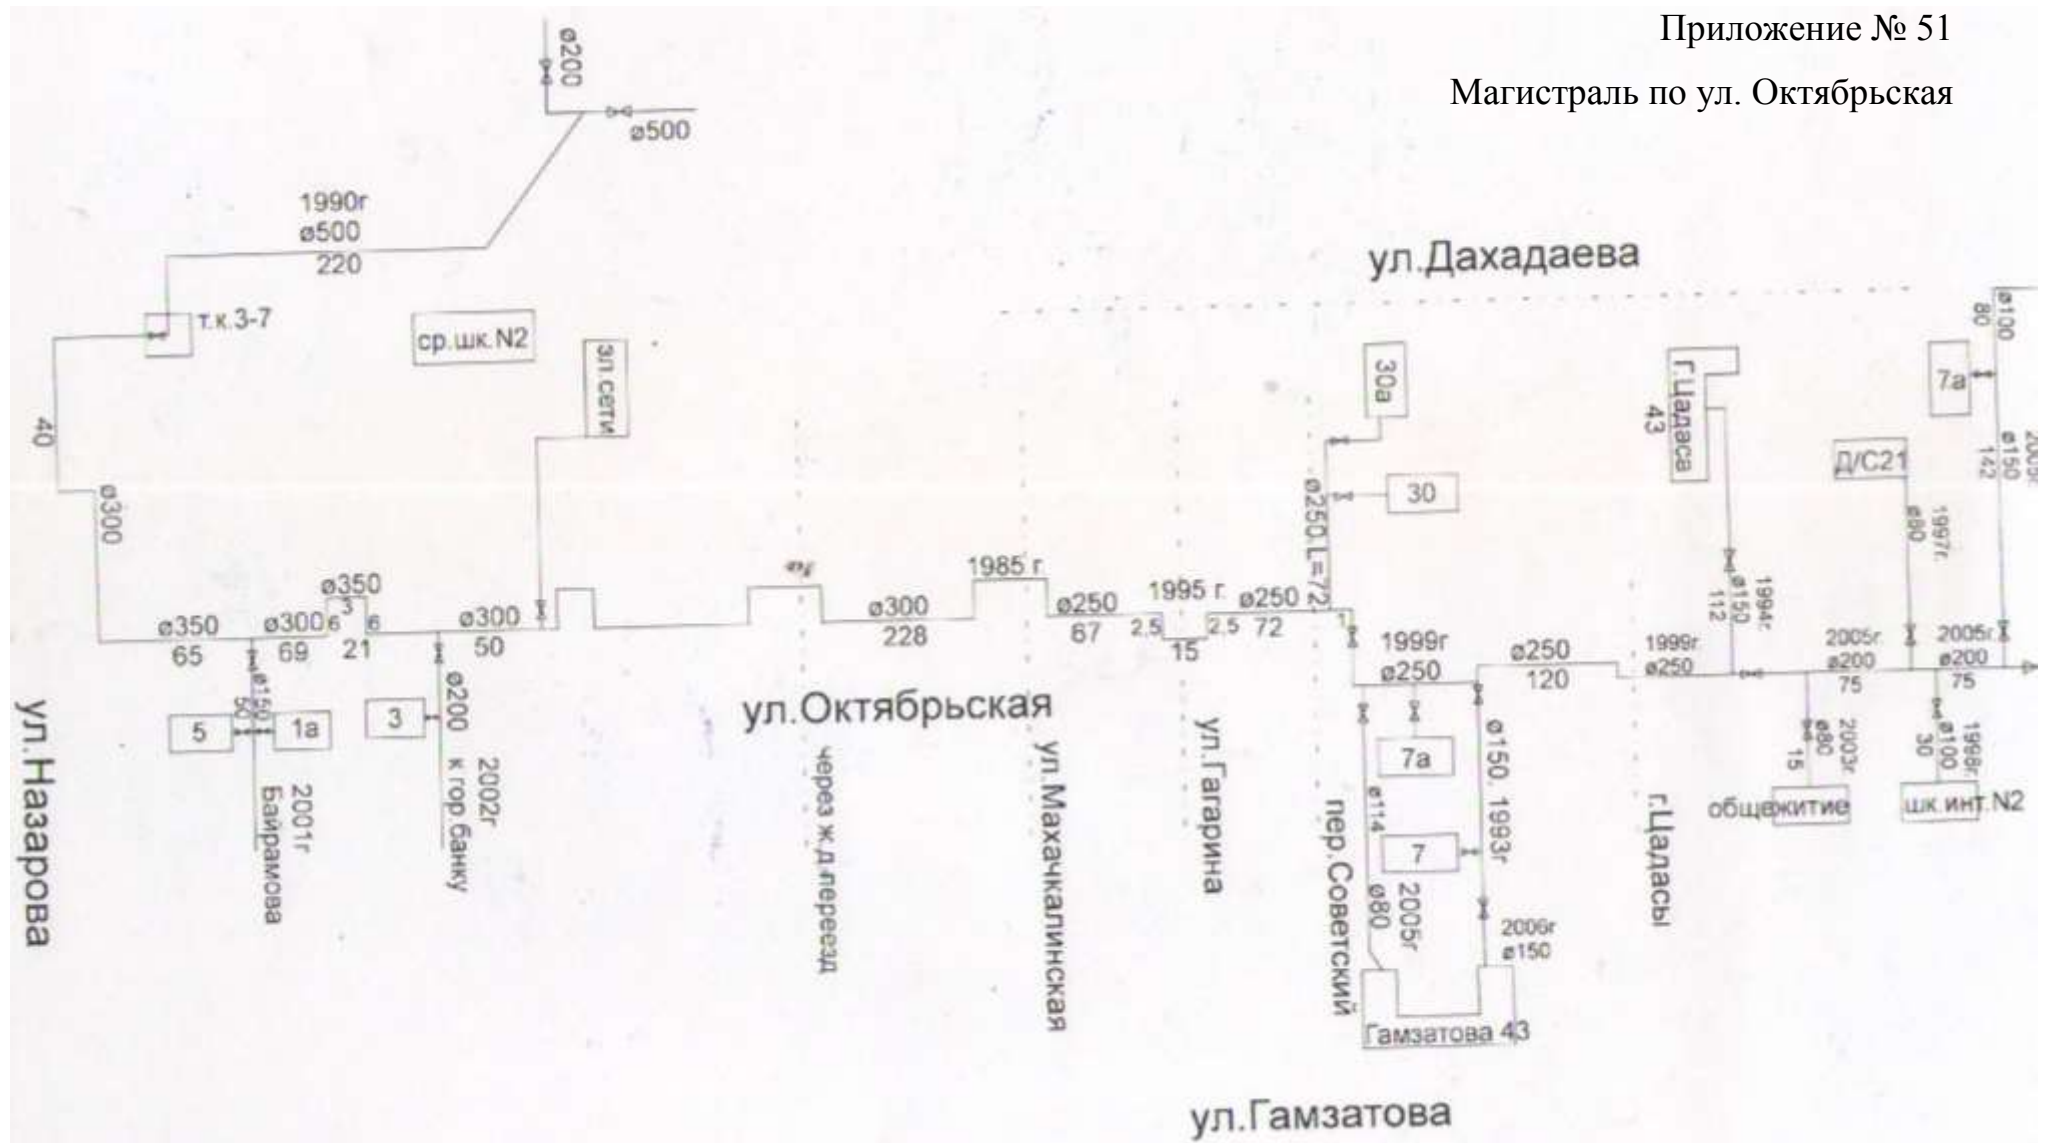 Приложение № 51
Магистраль по ул. Октябрьская
ø200
ø500
1990г
ø500
220
т.к.3-7
ср.шк.N2
эл.сети
40
ø300
ø350
65
ø300
69
ø350
6
6
21
ø300
50
ø150
50
5
1а
2001г
Байрамова
3
ø200
2002г
к гор.банку
ул.Назарова
ул.Октябрьская
через ж.д.переезд
ø300
228
1985 г.
ø250
67
1995 г.
2,5
2,5
15
ø250
72
ул.Махачкалинская
ул.Гагарина
пер.Советский
ул.Дахадаева
30а
30
ø250.L=72
1
1999г
ø250
7а
7
ø114
ø80
2005г
ø150. 1993г
2006г
ø150
Гамзатова 43
ул.Гамзатова
ø250
120
1999г.
ø250
г.Цадасы
Г.Цадаса
43
1994г.
ø150
112
Д/С21
1997г.
ø80
2005г.
ø200
75
2005г.
ø200
75
7а
ø100
80
ø150
142
2003г
ø80
15
общежитие
1998г.
ø100
30
шк.инт.N2